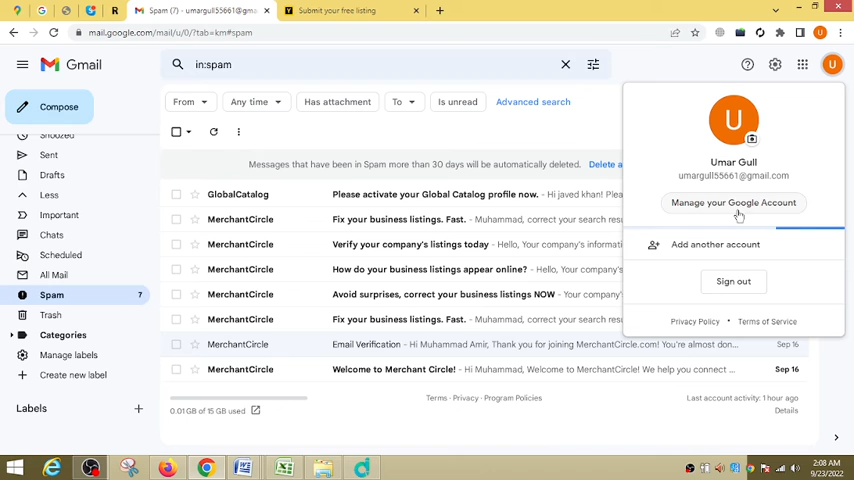 Spam (7) - umargull55661@gmai
Submit your free listing
mail.google.com/mail/u/0/?tab=km#spam
Gmail
in:spam
Compose
From
Any time
Has attachment
To
Is unread
Advanced search
Snoozed
Sent
Drafts
Less
Important
Chats
Scheduled
All Mail
Spam 7
Trash
Categories
Manage labels
Create new label
Labels
Messages that have been in Spam more than 30 days will be automatically deleted. Delete a
GlobalCatalog Please activate your Global Catalog profile now. - Hi javed khan! Please
MerchantCircle Fix your business listings. Fast. - Muhammad, correct your search resu
MerchantCircle Verify your company's listings today - Hello, Your company's informati
MerchantCircle How do your business listings appear online? - Hello Muhammad, Here
MerchantCircle Avoid surprises, correct your business listings NOW - Hello Muhammad
MerchantCircle Fix your business listings. Fast. - Muhammad, correct your search resu
MerchantCircle Email Verification - Hi Muhammad Amir, Thank you for joining MerchantCircle.com! You're almost don... Sep 16
MerchantCircle Welcome to Merchant Circle! - Hi Muhammad, Welcome to MerchantCircle! We help you connect ... Sep 16
0.01 GB of 15 GB used
Terms · Privacy · Program Policies
Last account activity: 1 hour ago
Details
U
U
U
Umar Gull
umargull55661@gmail.com
Manage your Google Account
Add another account
Sign out
Privacy Policy • Terms of Service
2:08 AM
9/23/2022